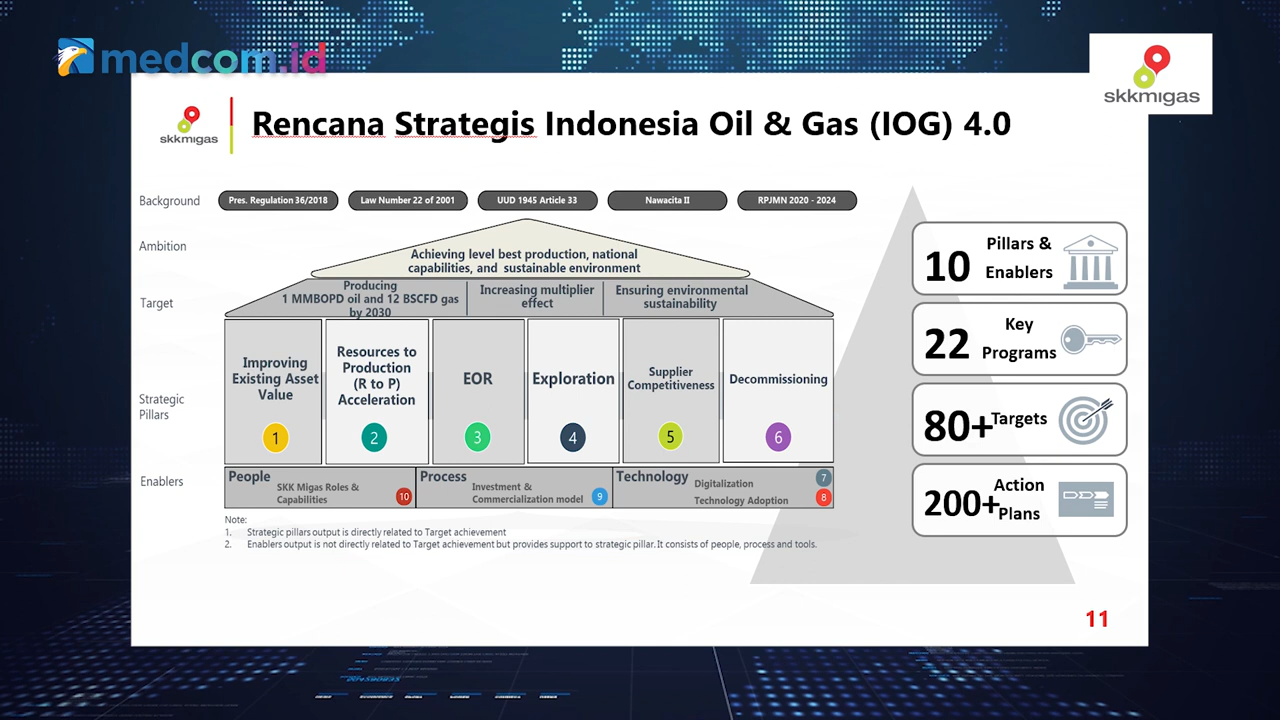 medcom.id
skkmigas
skkmigas
Rencana Strategis Indonesia Oil & Gas (IOG) 4.0
Background
Pres. Regulation 36/2018
Law Number 22 of 2001
UUD 1945 Article 33
Nawacita II
RPJMN 2020 - 2024
Ambition
Achieving level best production, national
capabilities, and sustainable environment
Target
Producing
1 MMBOPD oil and 12 BSCFD gas
by 2030
Increasing multiplier
effect
Ensuring environmental
sustainability
Strategic
Pillars
Improving
Existing Asset
Value
1
Resources to
Production
(R to P)
Acceleration
2
EOR
3
Exploration
4
Supplier
Competitiveness
5
Decommissioning
6
Enablers
People
SKK Migas Roles &
Capabilities
10
Process
Investment &
Commercialization model
9
Technology
Digitalization
7
Technology Adoption
8
Note:
1. Strategic pillars output is directly related to Target achievement
2. Enablers output is not directly related to Target achievement but provides support to strategic pillar. It consists of people, process and tools.
10
Pillars &
Enablers
22
Key
Programs
80+
Targets
200+
Action
Plans
11